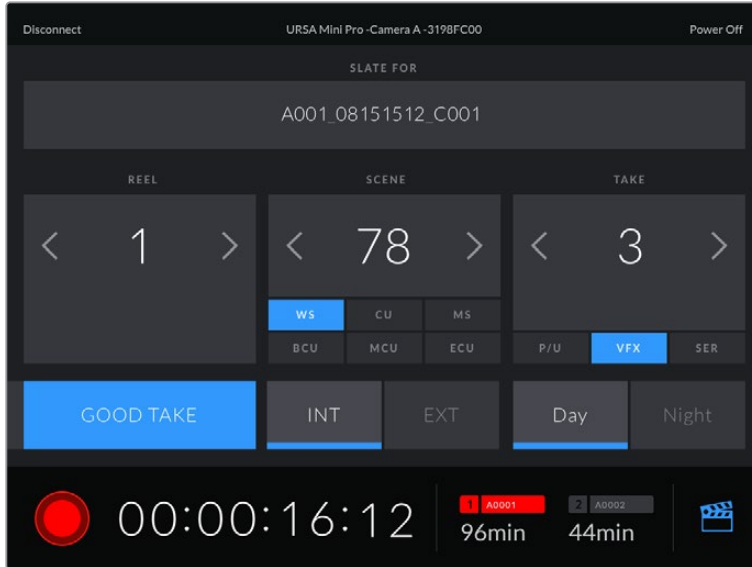 Disconnect URSA Mini Pro -Camera A -3198FC00 Power Off
SLATE FOR
A001_08151512_C001
REEL SCENE TAKE
< 1 > < 78 > < 3 >
WS CU MS
BCU MCU ECU P/U VFX SER
GOOD TAKE INT EXT Day Night
00:00:16:12
1 A0001 2 A0002
96min 44min